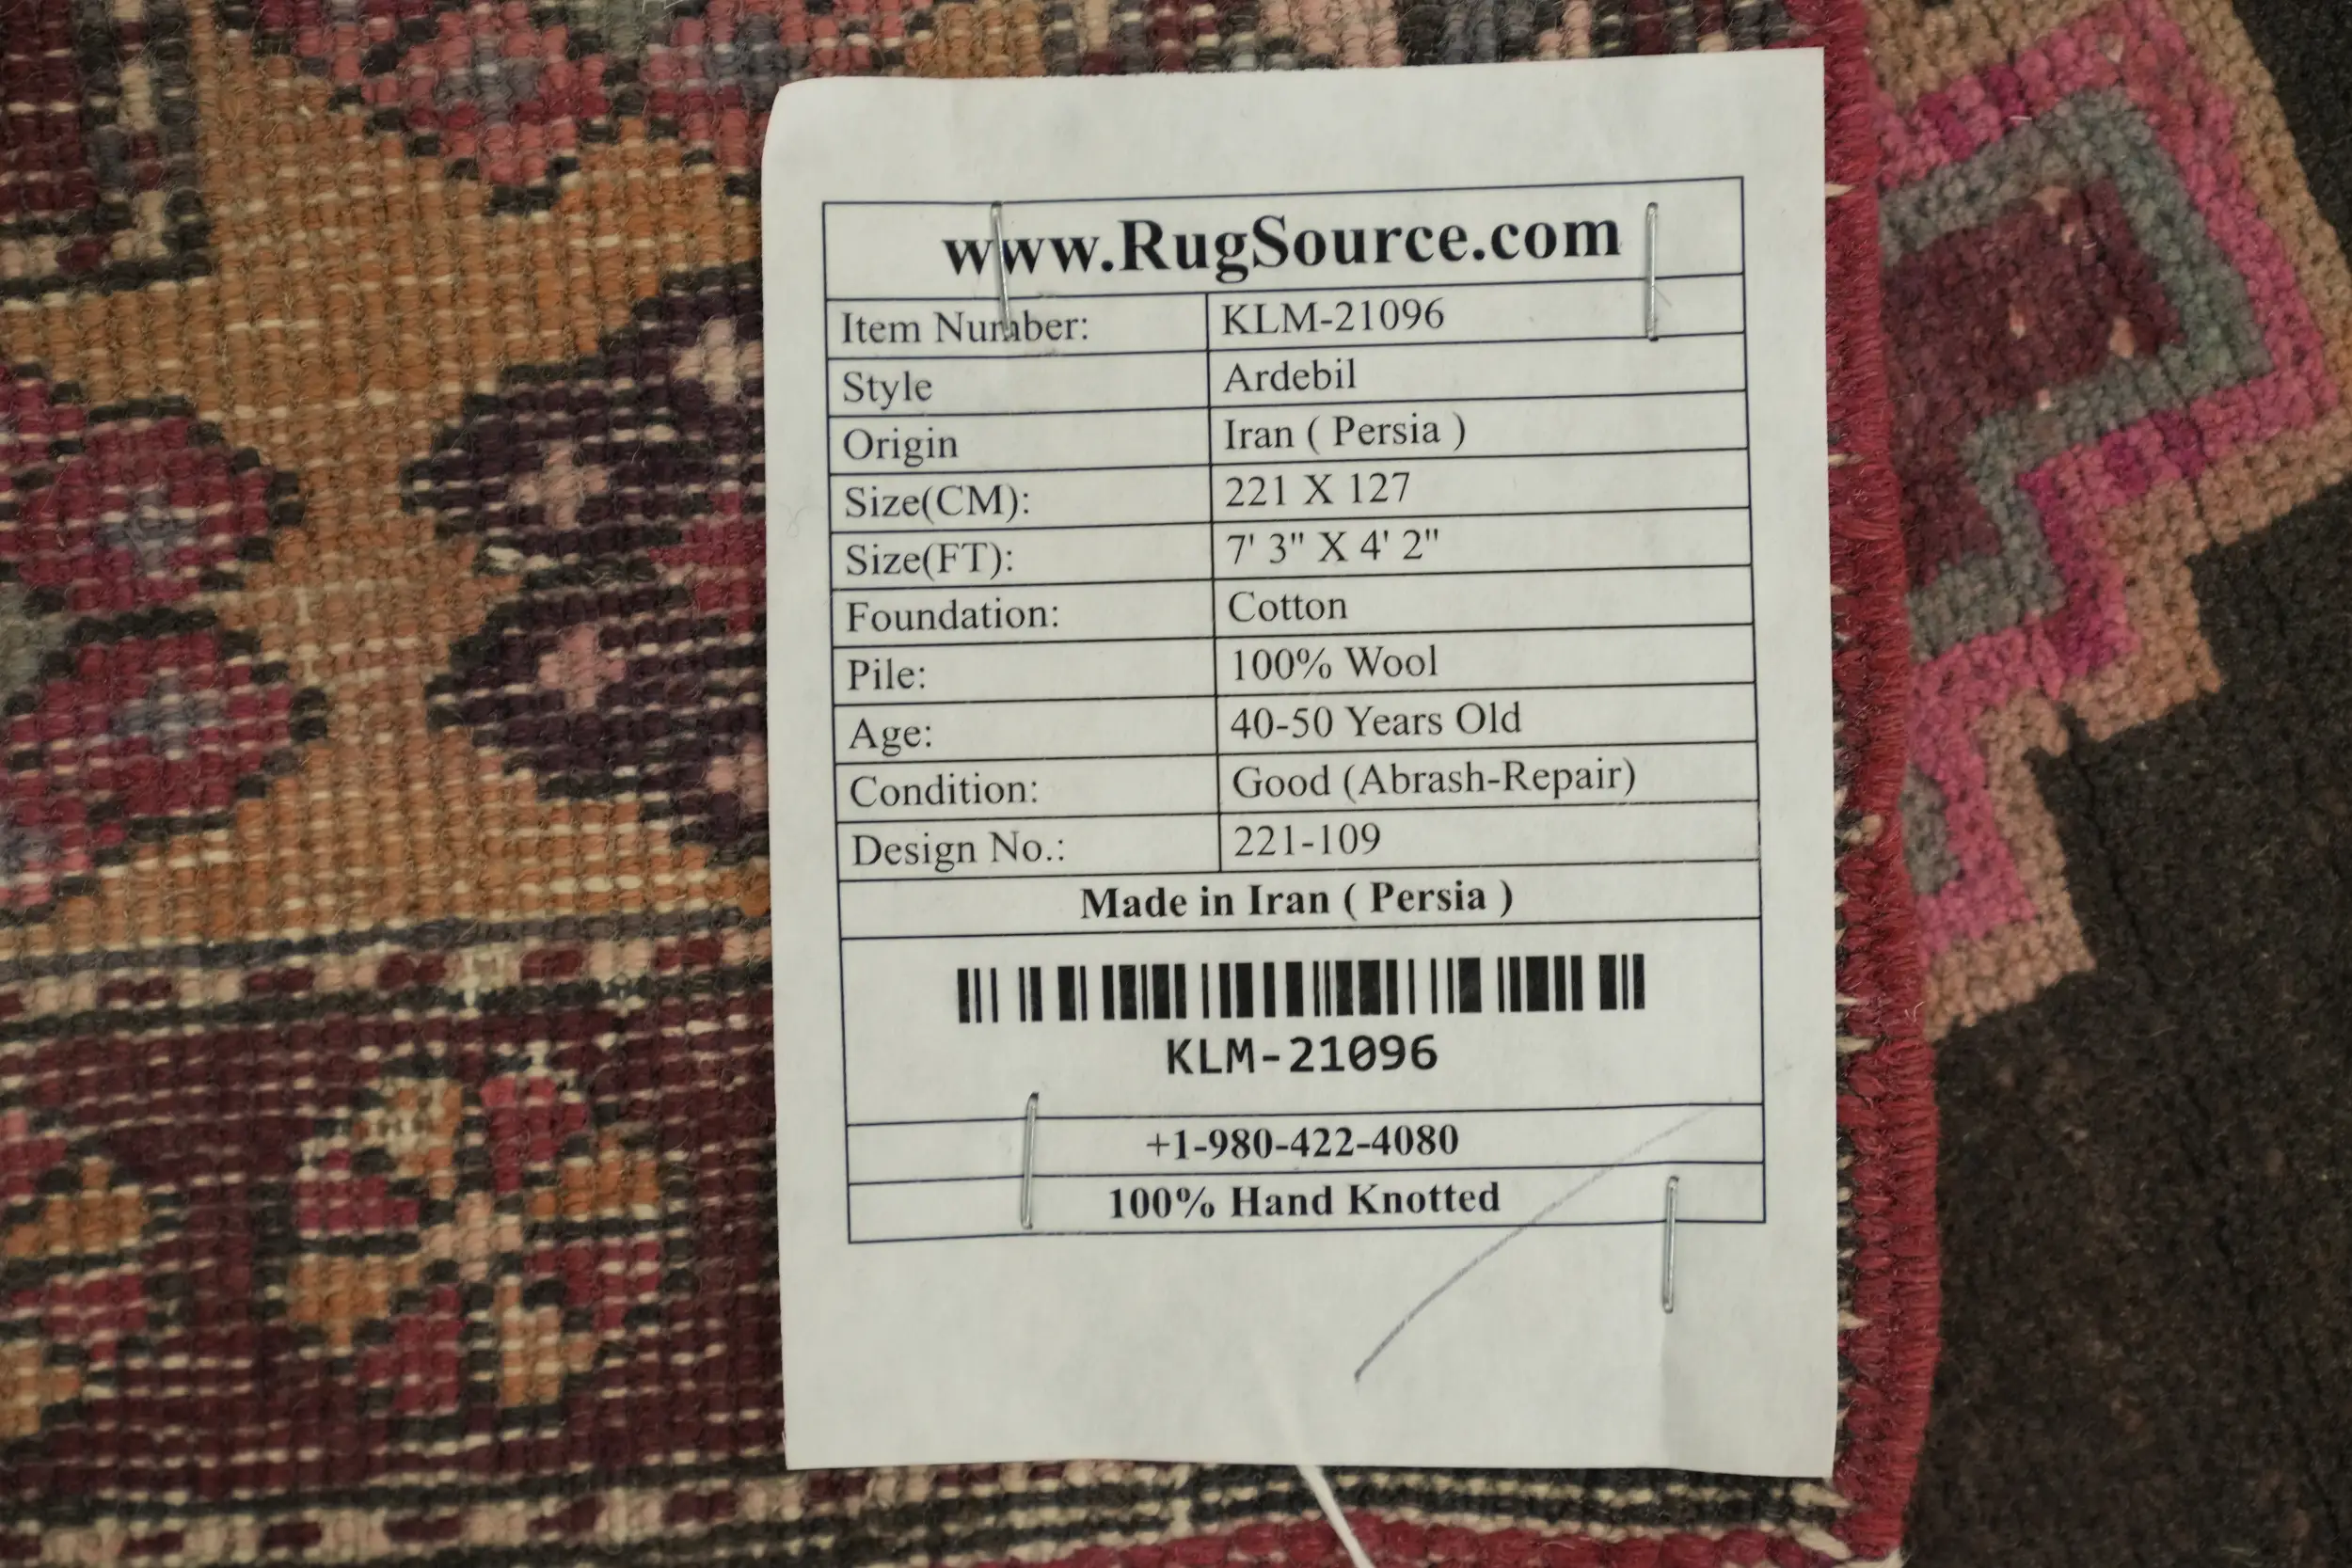 www.RugSource.com
Item Number: KLM-21096
Style Ardebil
Origin Iran ( Persia )
Size(CM): 221 X 127
Size(FT): 7' 3" X 4' 2"
Foundation: Cotton
Pile: 100% Wool
Age: 40-50 Years Old
Condition: Good (Abrash-Repair)
Design No.: 221-109
Made in Iran ( Persia )
KLM-21096
+1-980-422-4080
100% Hand Knotted